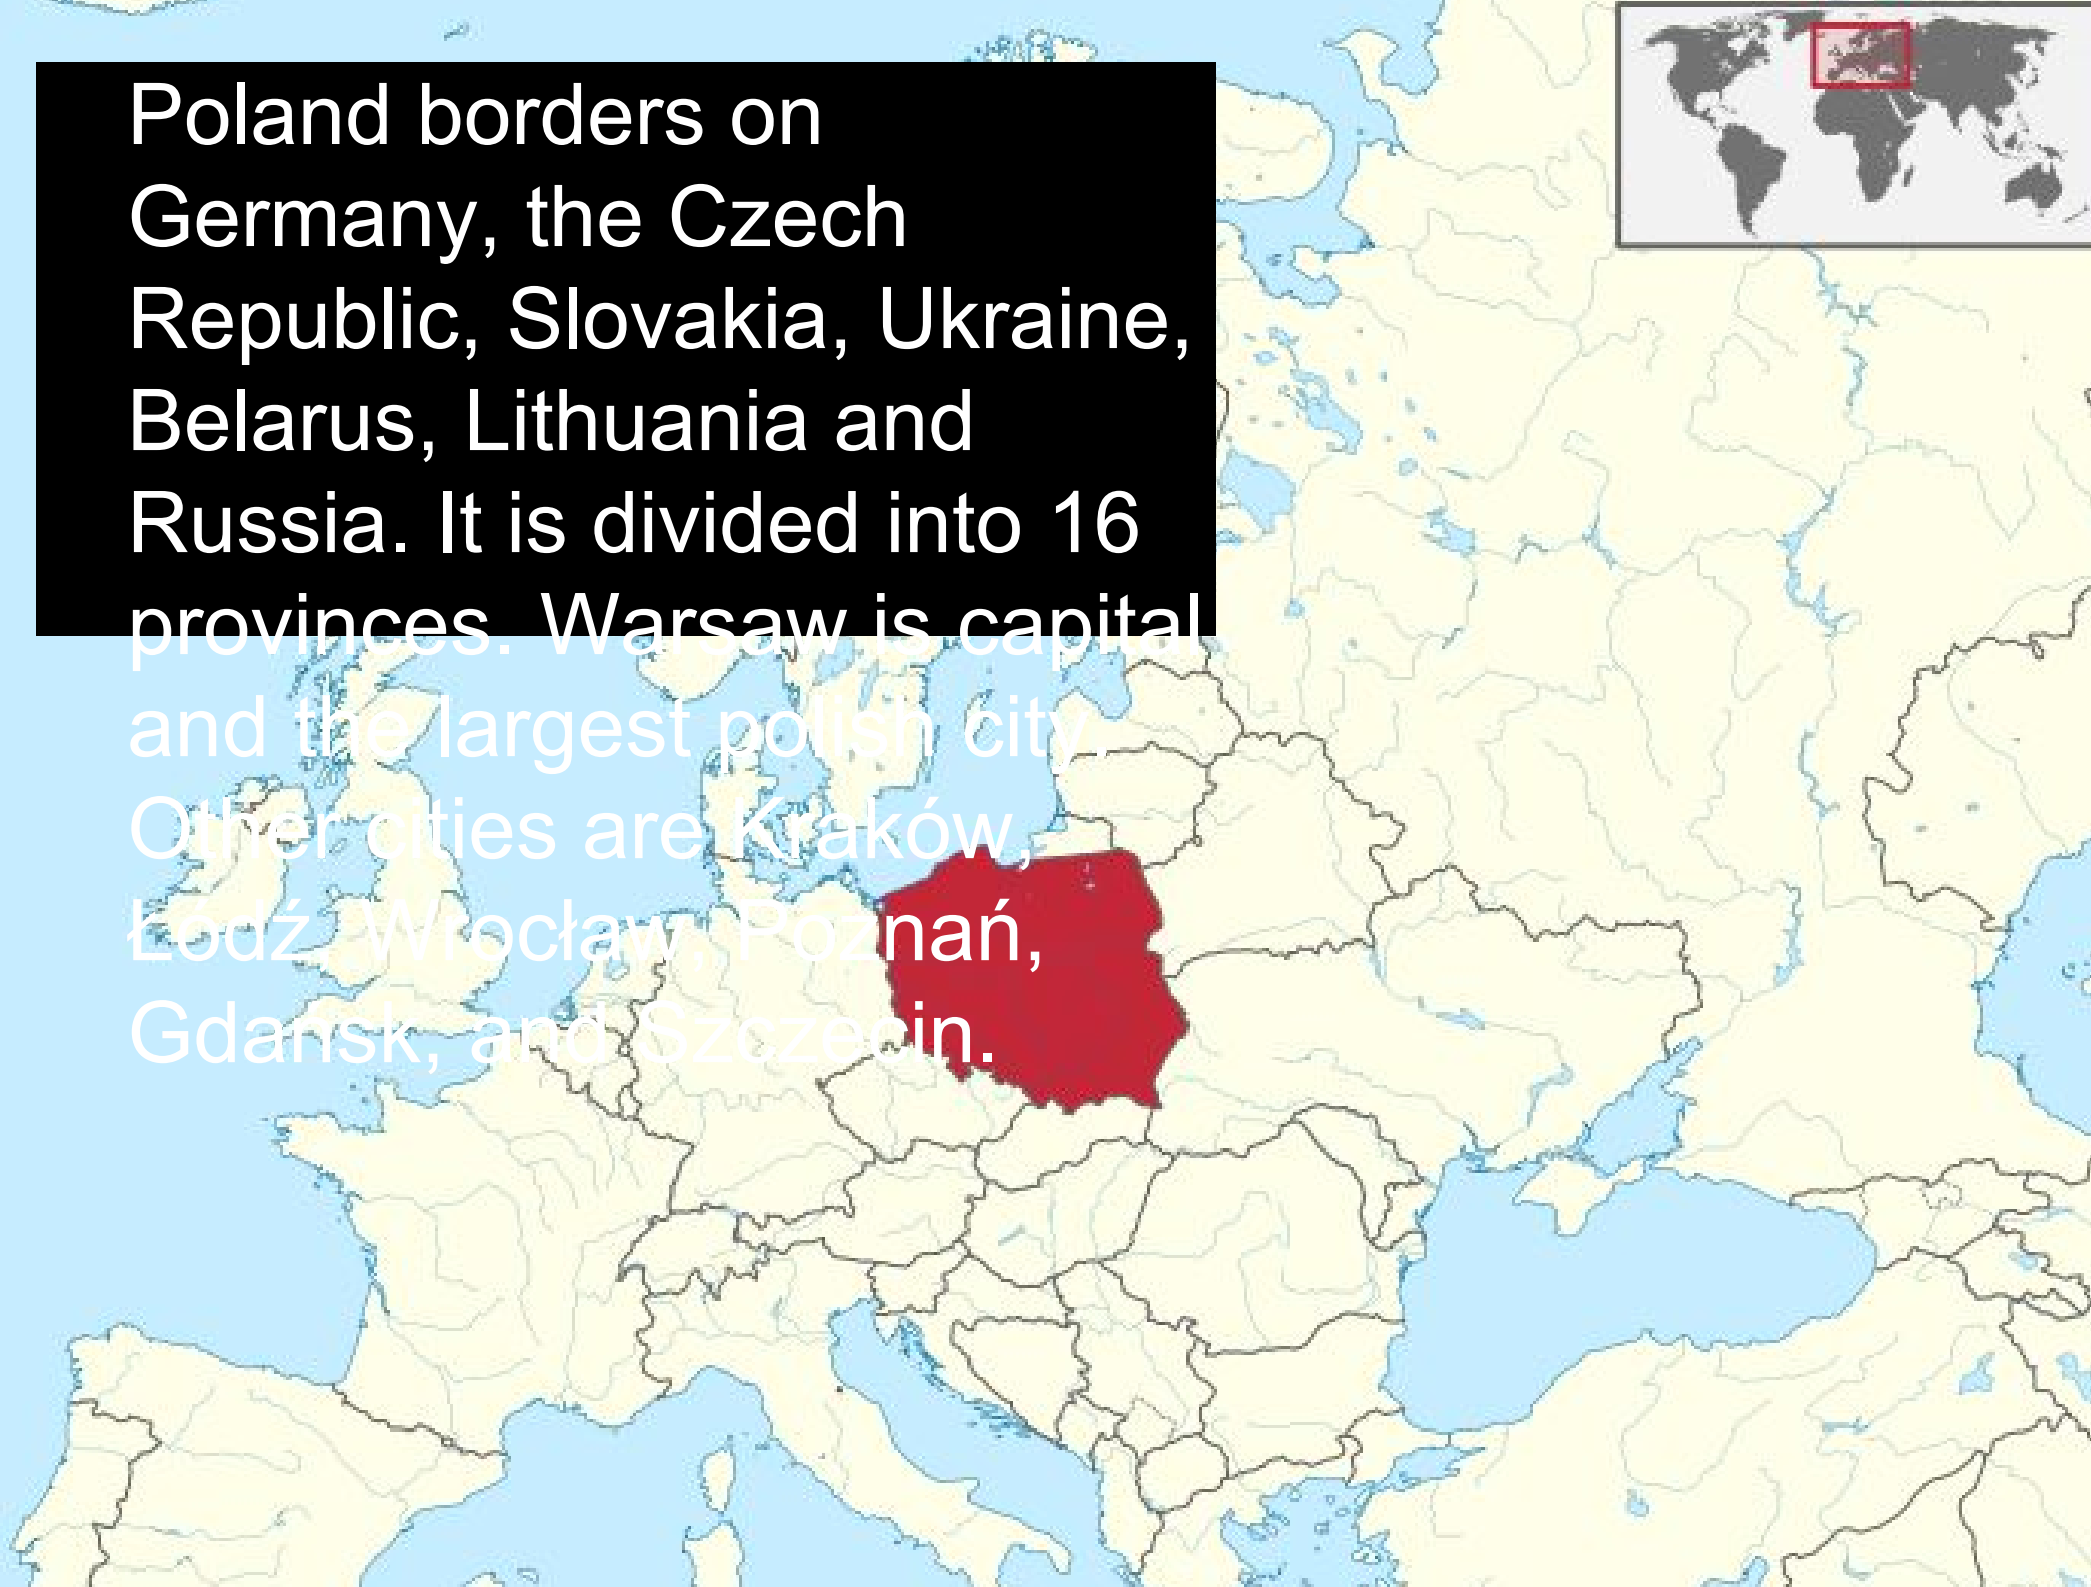 Poland borders on
Germany, the Czech
Republic, Slovakia, Ukraine,
Belarus, Lithuania and
Russia. It is divided into 16
provinces. Warsaw is capital
and the largest polish city.
Other cities are Kraków,
Łódź, Wrocław, Poznań,
Gdańsk, and Szczecin.